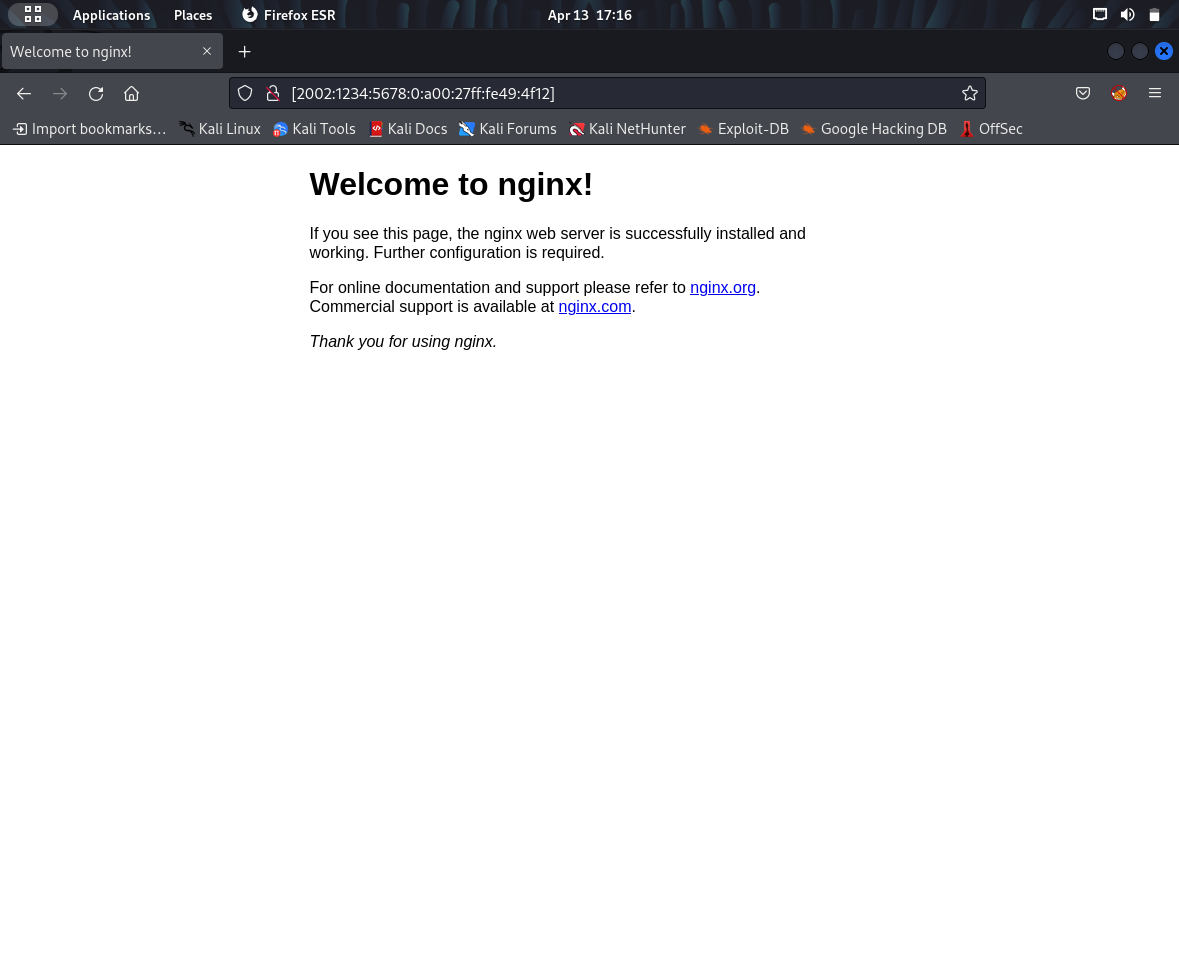 Applications Places Firefox ESR Apr 13 17:16
Welcome to nginx!
[2002:1234:5678:0:a00:27ff:fe49:4f12]
Import bookmarks... Kali Linux Kali Tools Kali Docs Kali Forums Kali NetHunter Exploit-DB Google Hacking DB OffSec
Welcome to nginx!
If you see this page, the nginx web server is successfully installed and
working. Further configuration is required.
For online documentation and support please refer to nginx.org.
Commercial support is available at nginx.com.
Thank you for using nginx.